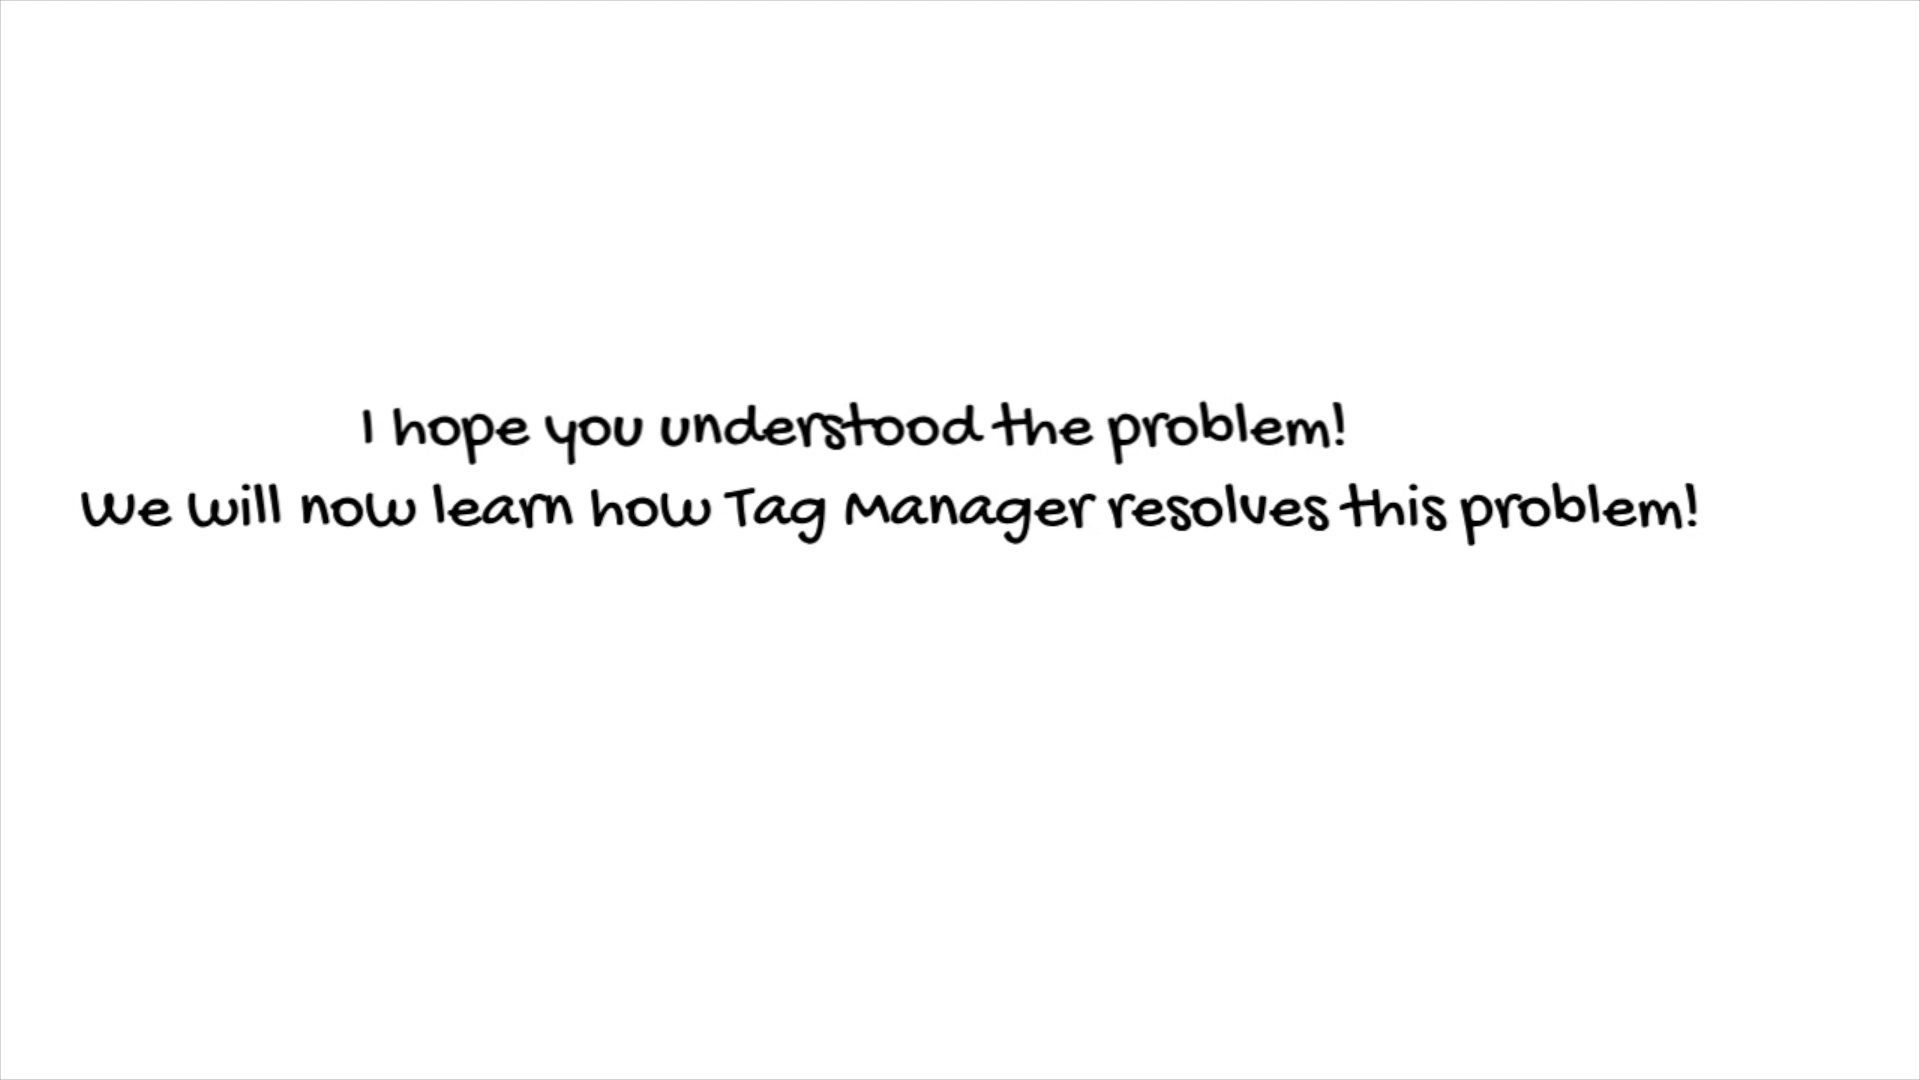 I hope you understood the problem!
We will now learn how Tag Manager resolves this problem!